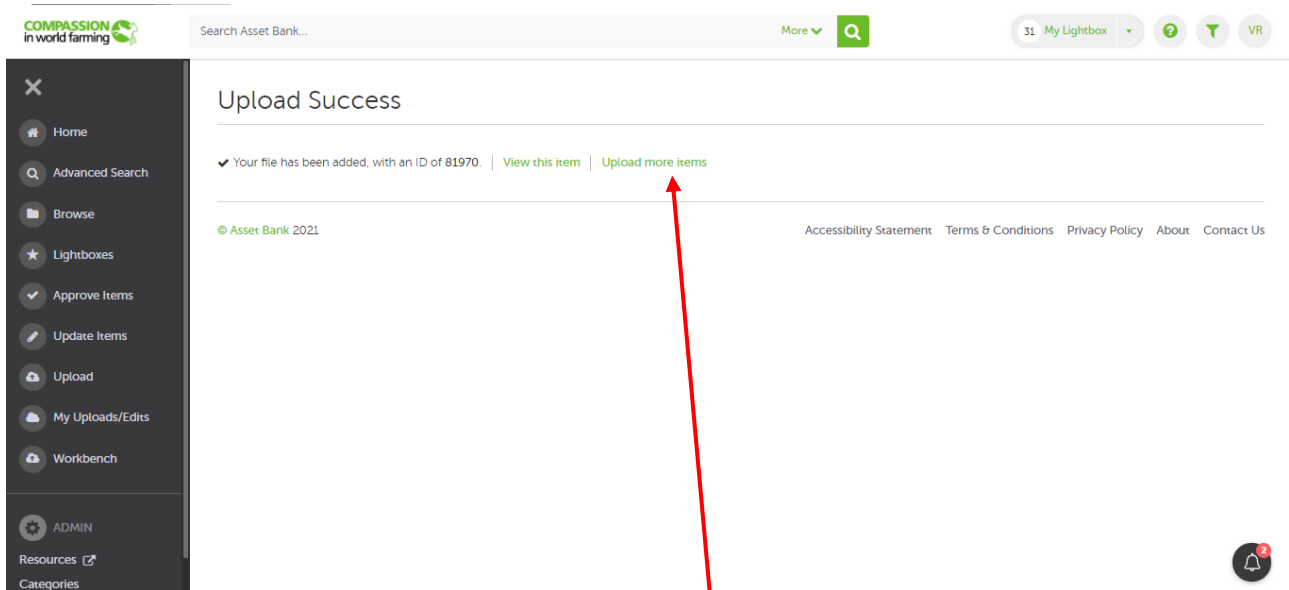 COMPASSION
in world farming
Search Asset Bank...
More
31 My Lightbox
?
VR
Upload Success
Home
Your file has been added, with an ID of 81970. View this item Upload more items
Advanced Search
Browse
© Asset Bank 2021
Accessibility Statement Terms & Conditions Privacy Policy About Contact Us
Lightboxes
Approve Items
Update Items
Upload
My Uploads/Edits
Workbench
ADMIN
Resources
2
Categories